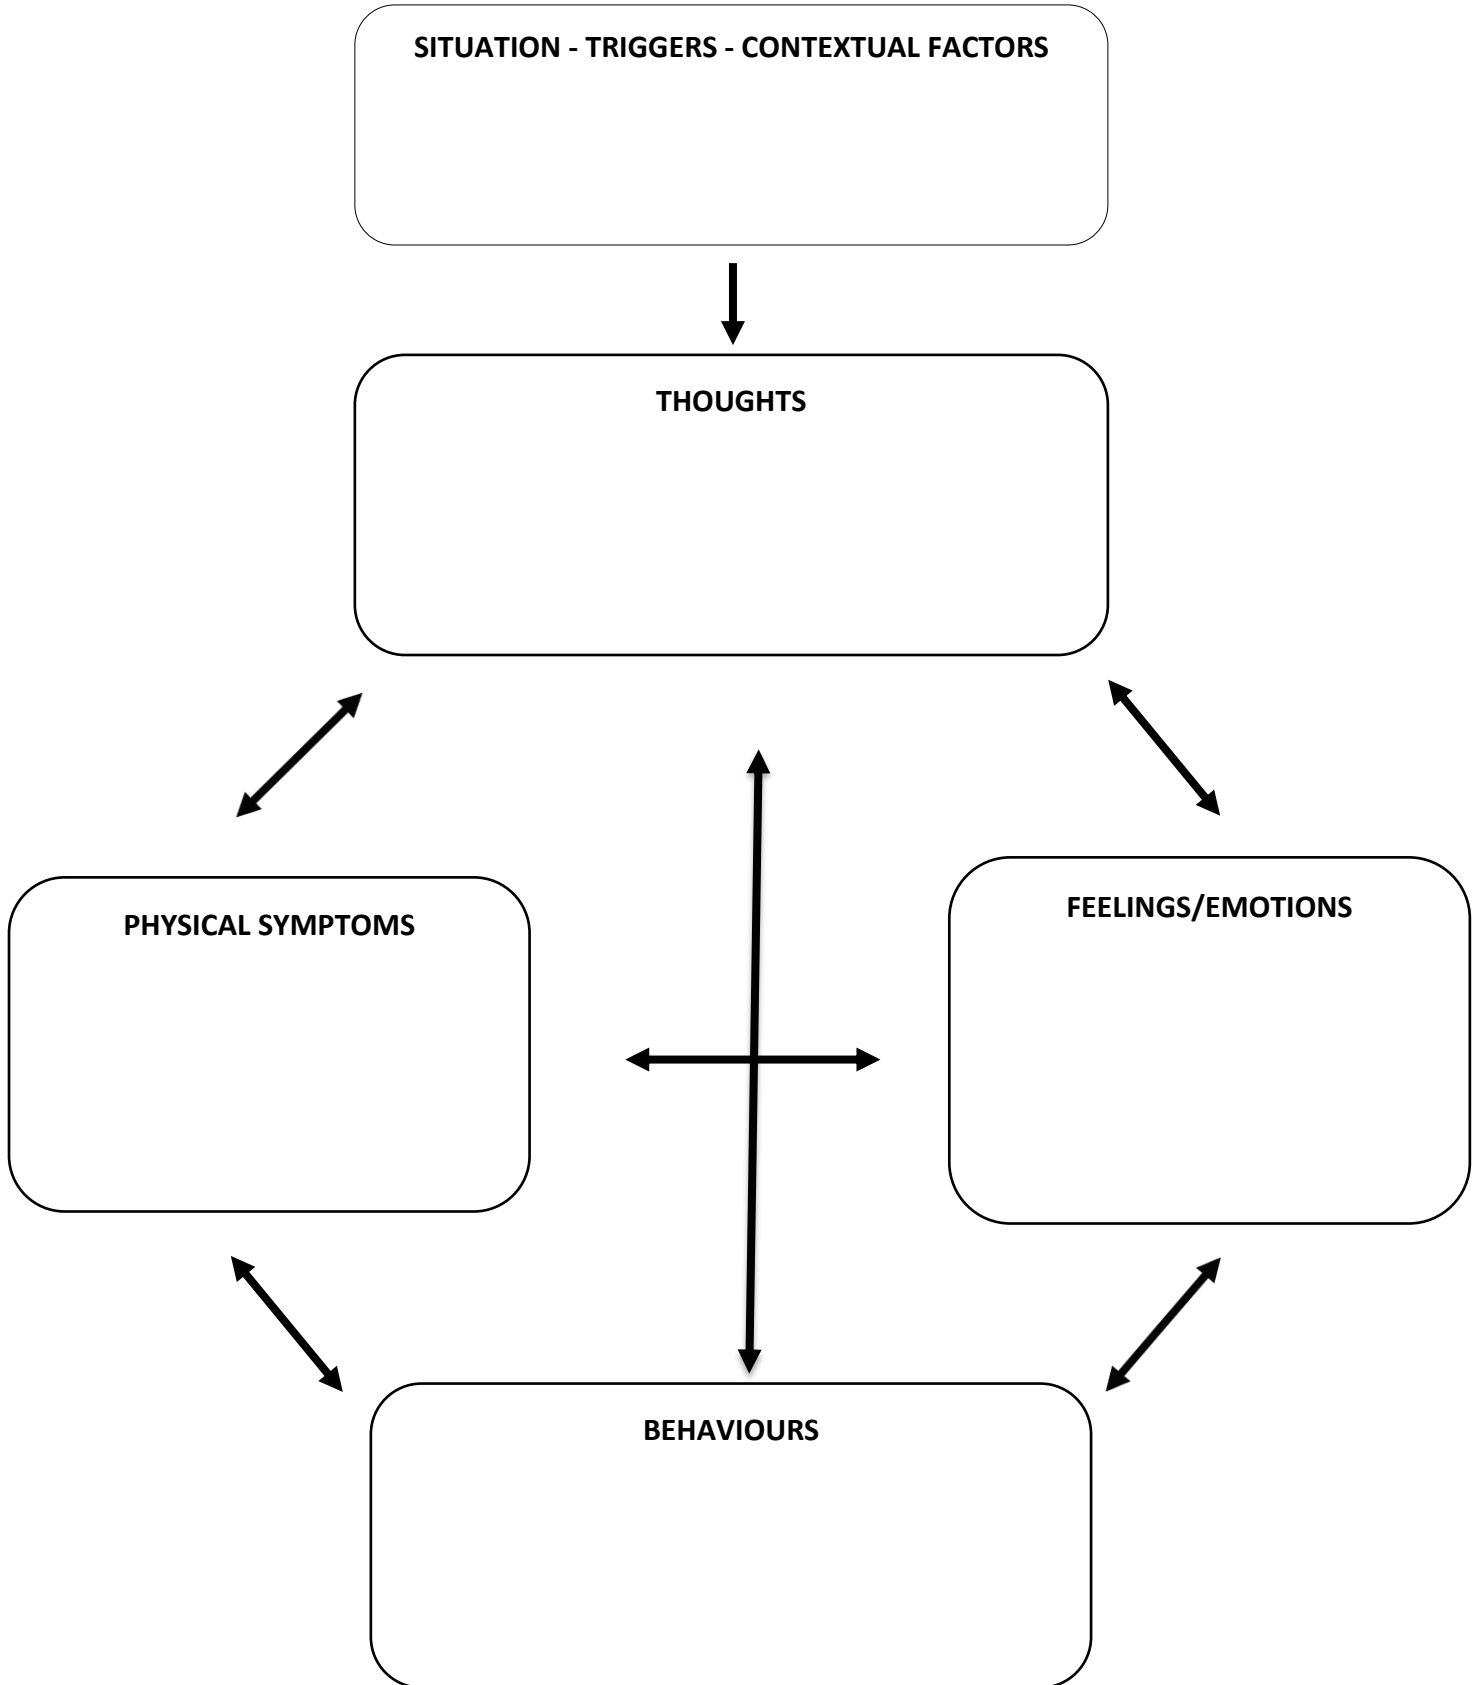 SITUATION - TRIGGERS - CONTEXTUAL FACTORS
THOUGHTS
PHYSICAL SYMPTOMS
FEELINGS/EMOTIONS
BEHAVIOURS